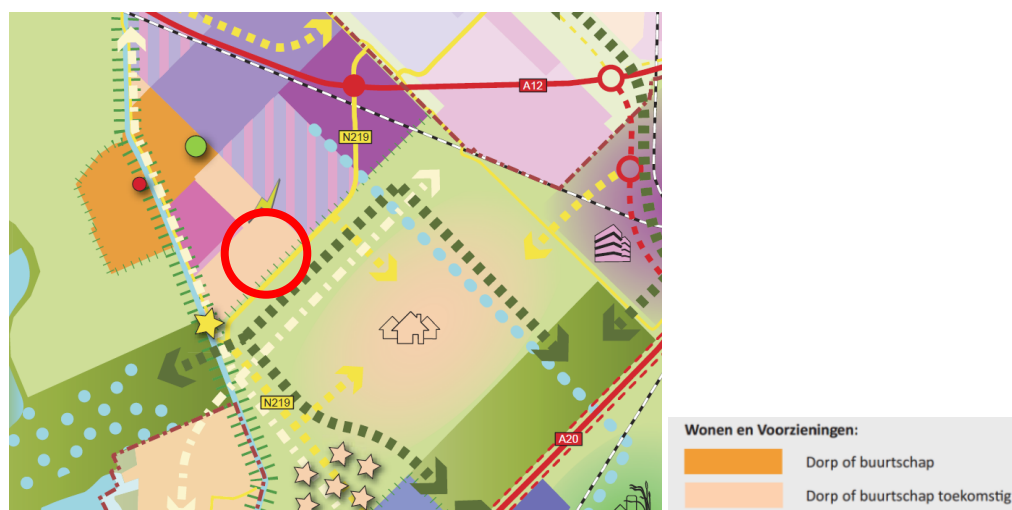 A12
N219
N219
A20
Wonen en Voorzieningen:
Dorp of buurtschap
Dorp of buurtschap toekomstig